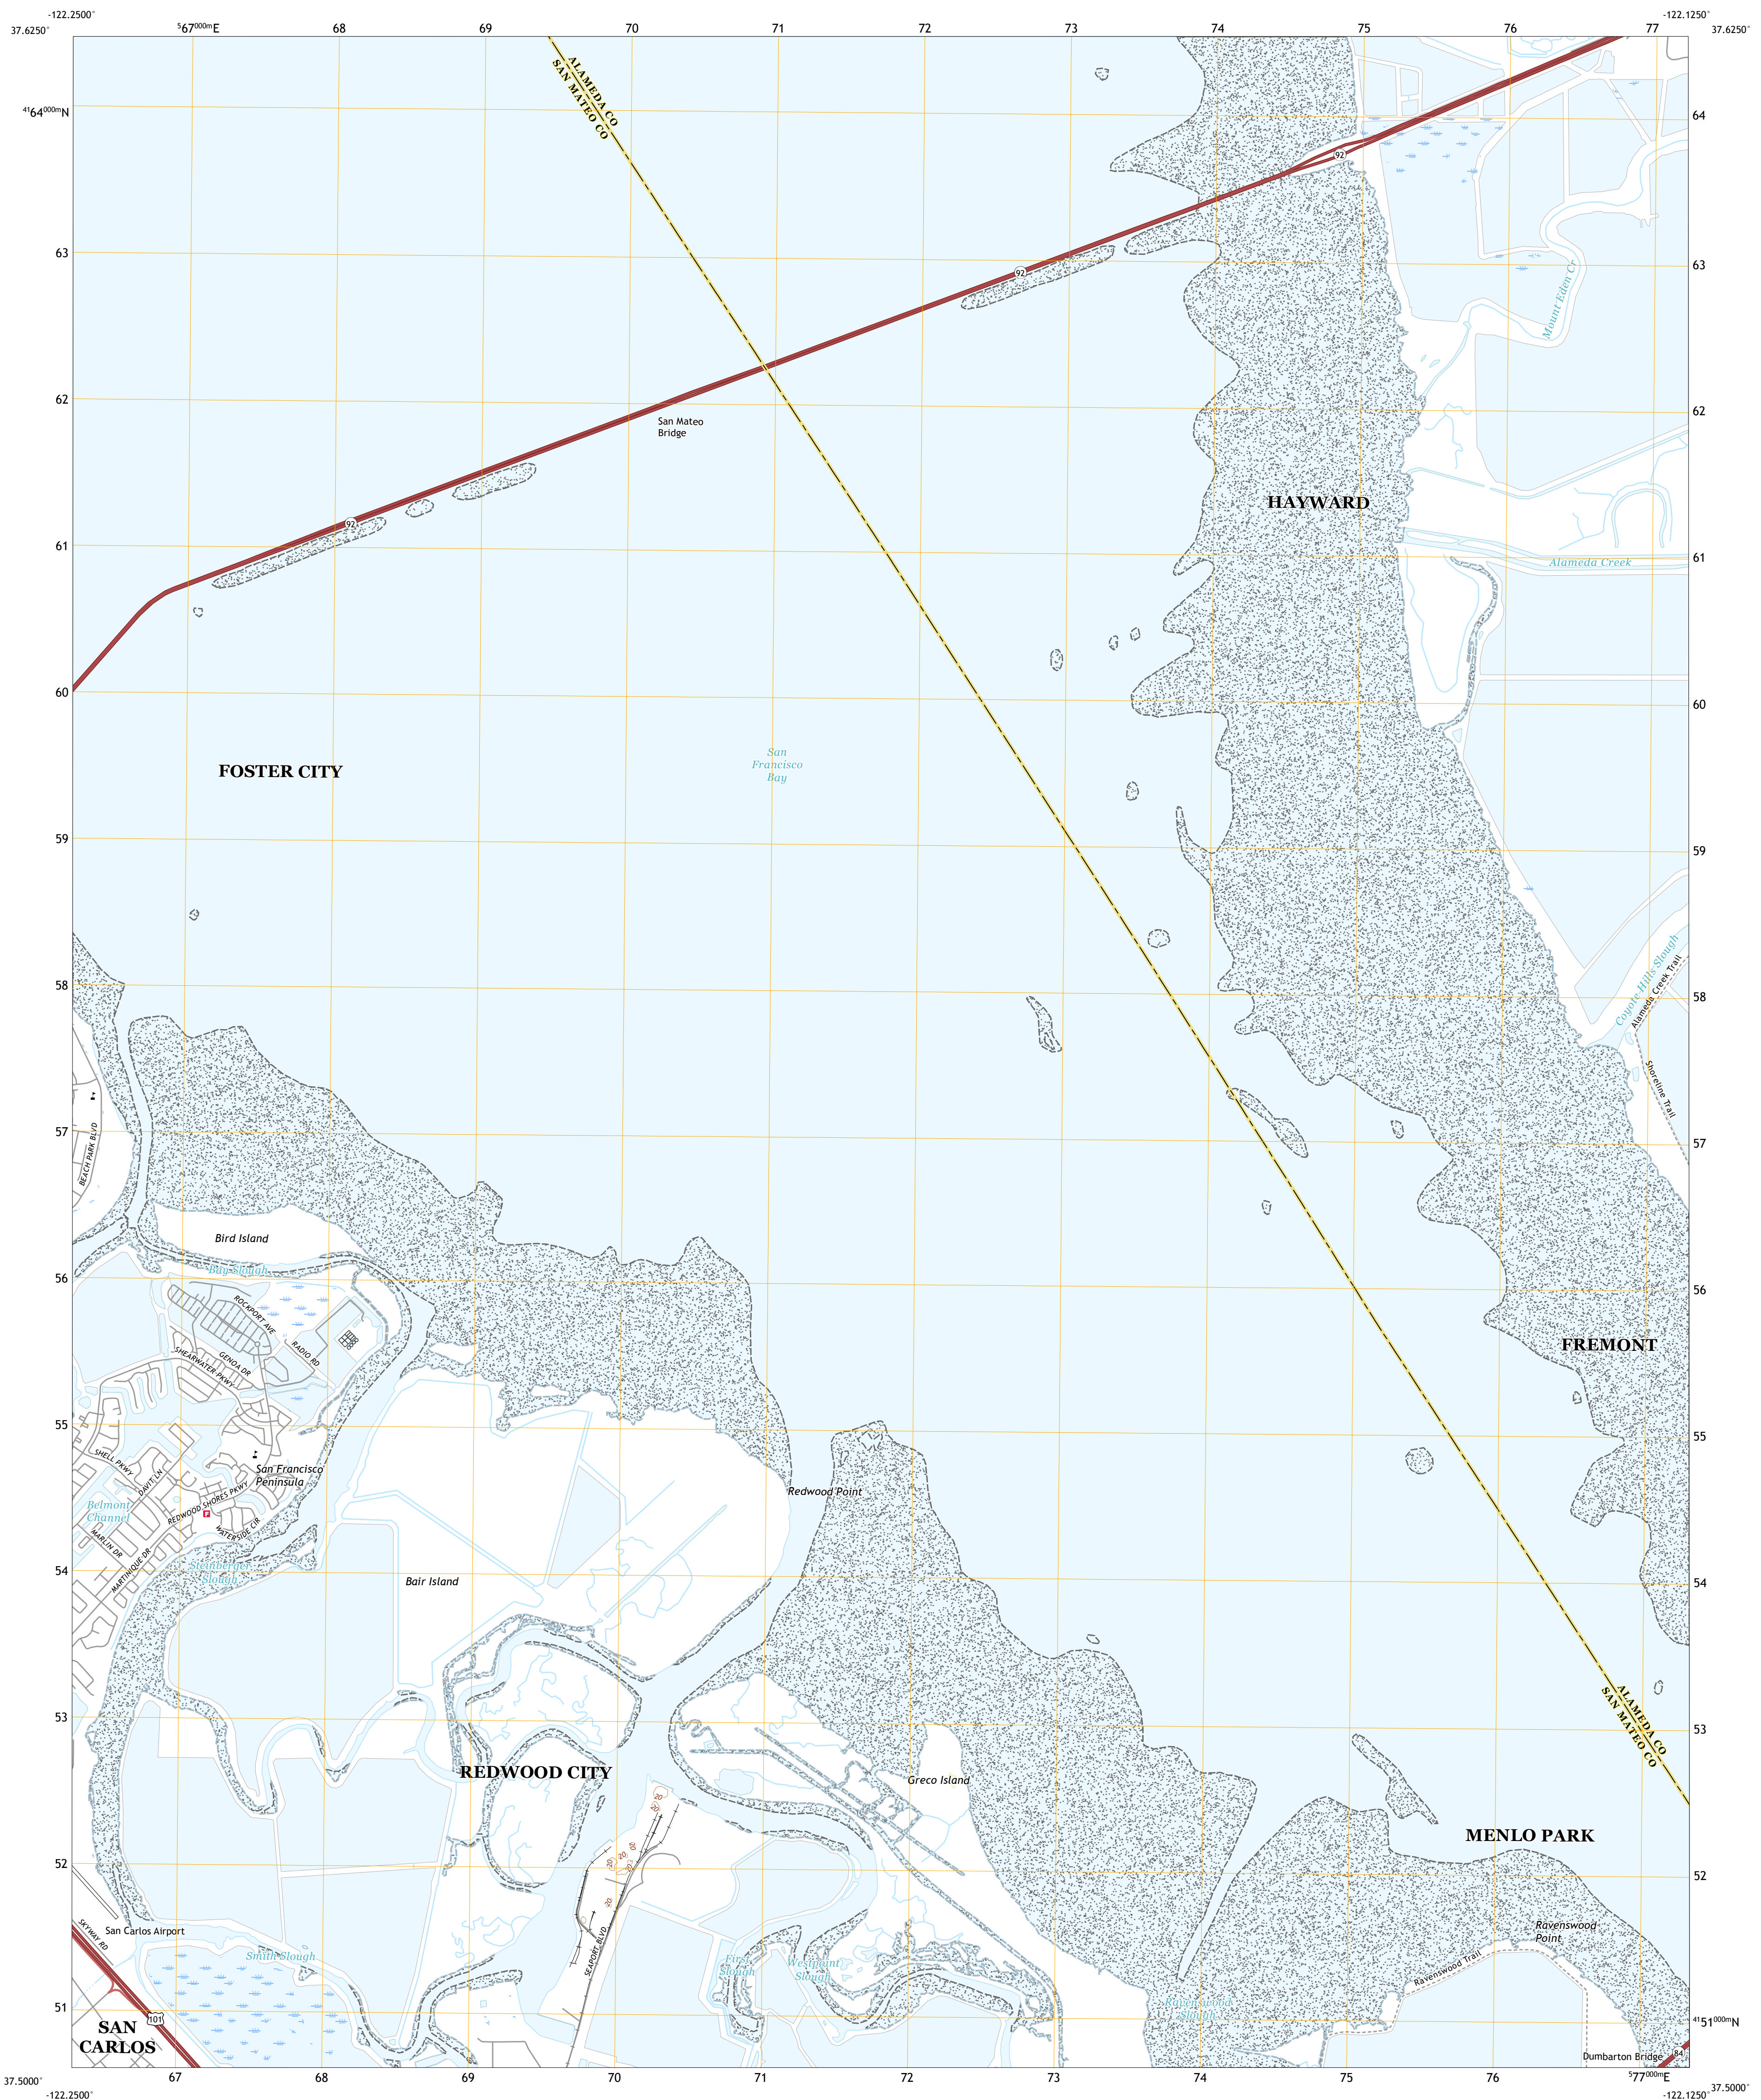 -122.2500°
-122.1250°
37.6250°
⁵67⁰⁰⁰ᵐE
68
69
70
71
72
73
74
75
76
77
37.6250°
ALAMEDA CO
SAN MATEO CO
⁴¹64⁰⁰⁰ᵐN
64
92
63
63
92
Mount Eden Cr
62
62
San Mateo
Bridge
HAYWARD
92
61
61
Alameda Creek
60
60
San
Francisco
Bay
FOSTER CITY
59
59
Coyote Hills Slough
Alameda Creek Trail
58
58
Shoreline Trail
57
57
BEACH PARK BLVD
Bird Island
Bay Slough
56
56
ROCKPORT AVE
RADIO RD
SHEARWATER PKWY
GENOA DR
FREMONT
55
55
SHELL PKWY
DAVIT LN
San Francisco
Peninsula
REDWOOD SHORES PKWY
Redwood Point
Belmont
Channel
F
WATERSIDE CIR
MARLIN DR
MARTINIQUE DR
Steinberger
Slough
54
54
Bair Island
53
53
ALAMEDA CO
SAN MATEO CO
REDWOOD CITY
Greco Island
20
20
MENLO PARK
20
20
20
20
52
52
20
San Carlos Airport
SKYWAY RD
Smith Slough
SEAPORT BLVD
First
Slough
Westpoint
Slough
Ravenswood
Point
Ravenswood Trail
Ravenswood
Slough
51
⁴¹51⁰⁰⁰ᵐN
101
SAN
CARLOS
Dumbarton Bridge
84
37.5000°
67
68
69
70
71
72
73
74
75
76
⁵77⁰⁰⁰ᵐE
37.5000°
-122.2500°
-122.1250°